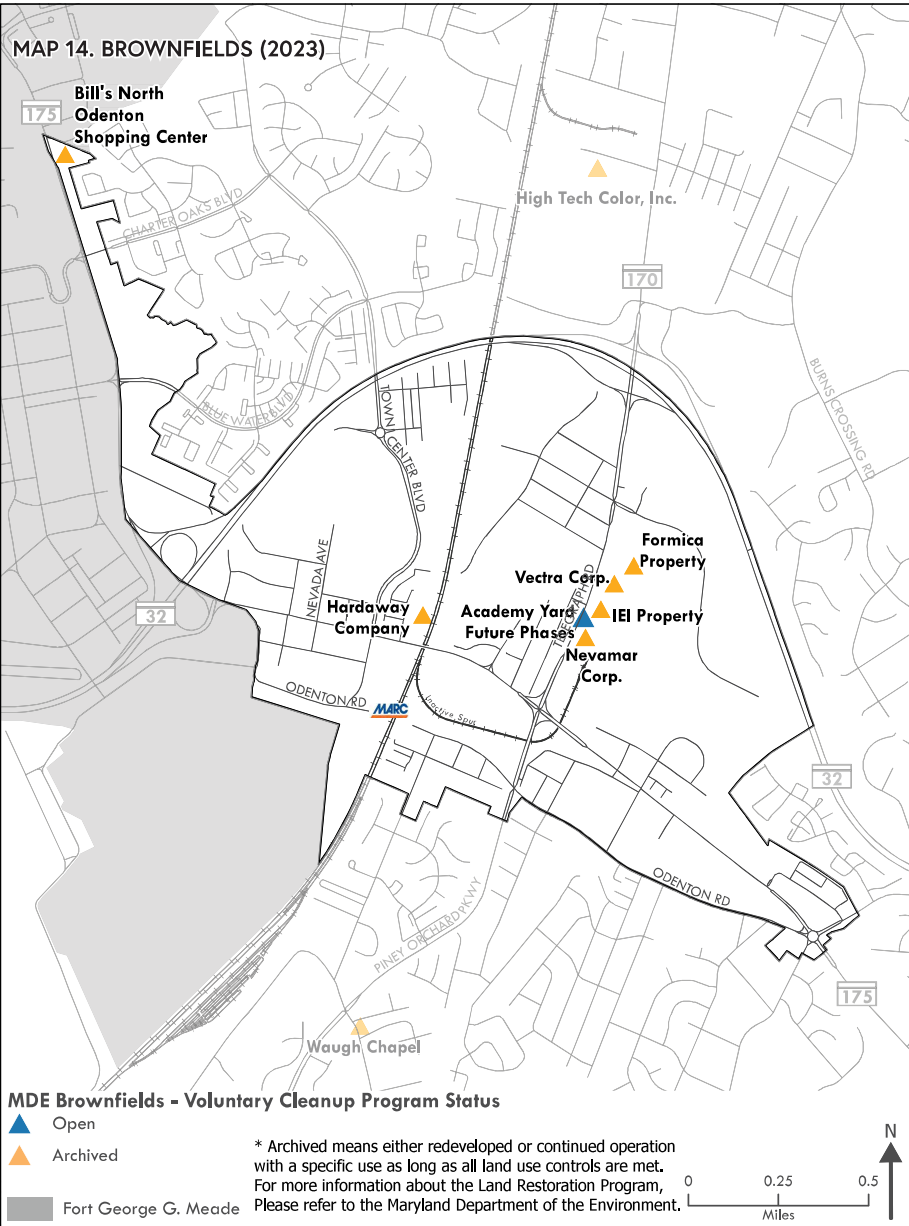 MAP 14. BROWNFIELDS (2023)
175
Bill's North
Odenton
Shopping Center
High Tech Color, Inc.
CHARTER OAKS BLVD
170
BURNS CROSSING RD
BLUE WATER BLVD
TOWN CENTER BLVD
NEVADA AVE
Formica
Property
Vectra Corp.
TELEGRAPH RD
32
Hardaway
Company
Academy Yard
Future Phases
IEI Property
Nevamar
Corp.
ODENTON RD
MARC
Inactive Spur
32
ODENTON RD
PINEY ORCHARD PKWY
175
Waugh Chapel
MDE Brownfields - Voluntary Cleanup Program Status
Open
Archived
Fort George G. Meade
* Archived means either redeveloped or continued operation
with a specific use as long as all land use controls are met.
For more information about the Land Restoration Program,
Please refer to the Maryland Department of the Environment.
N
0 0.25 0.5
Miles